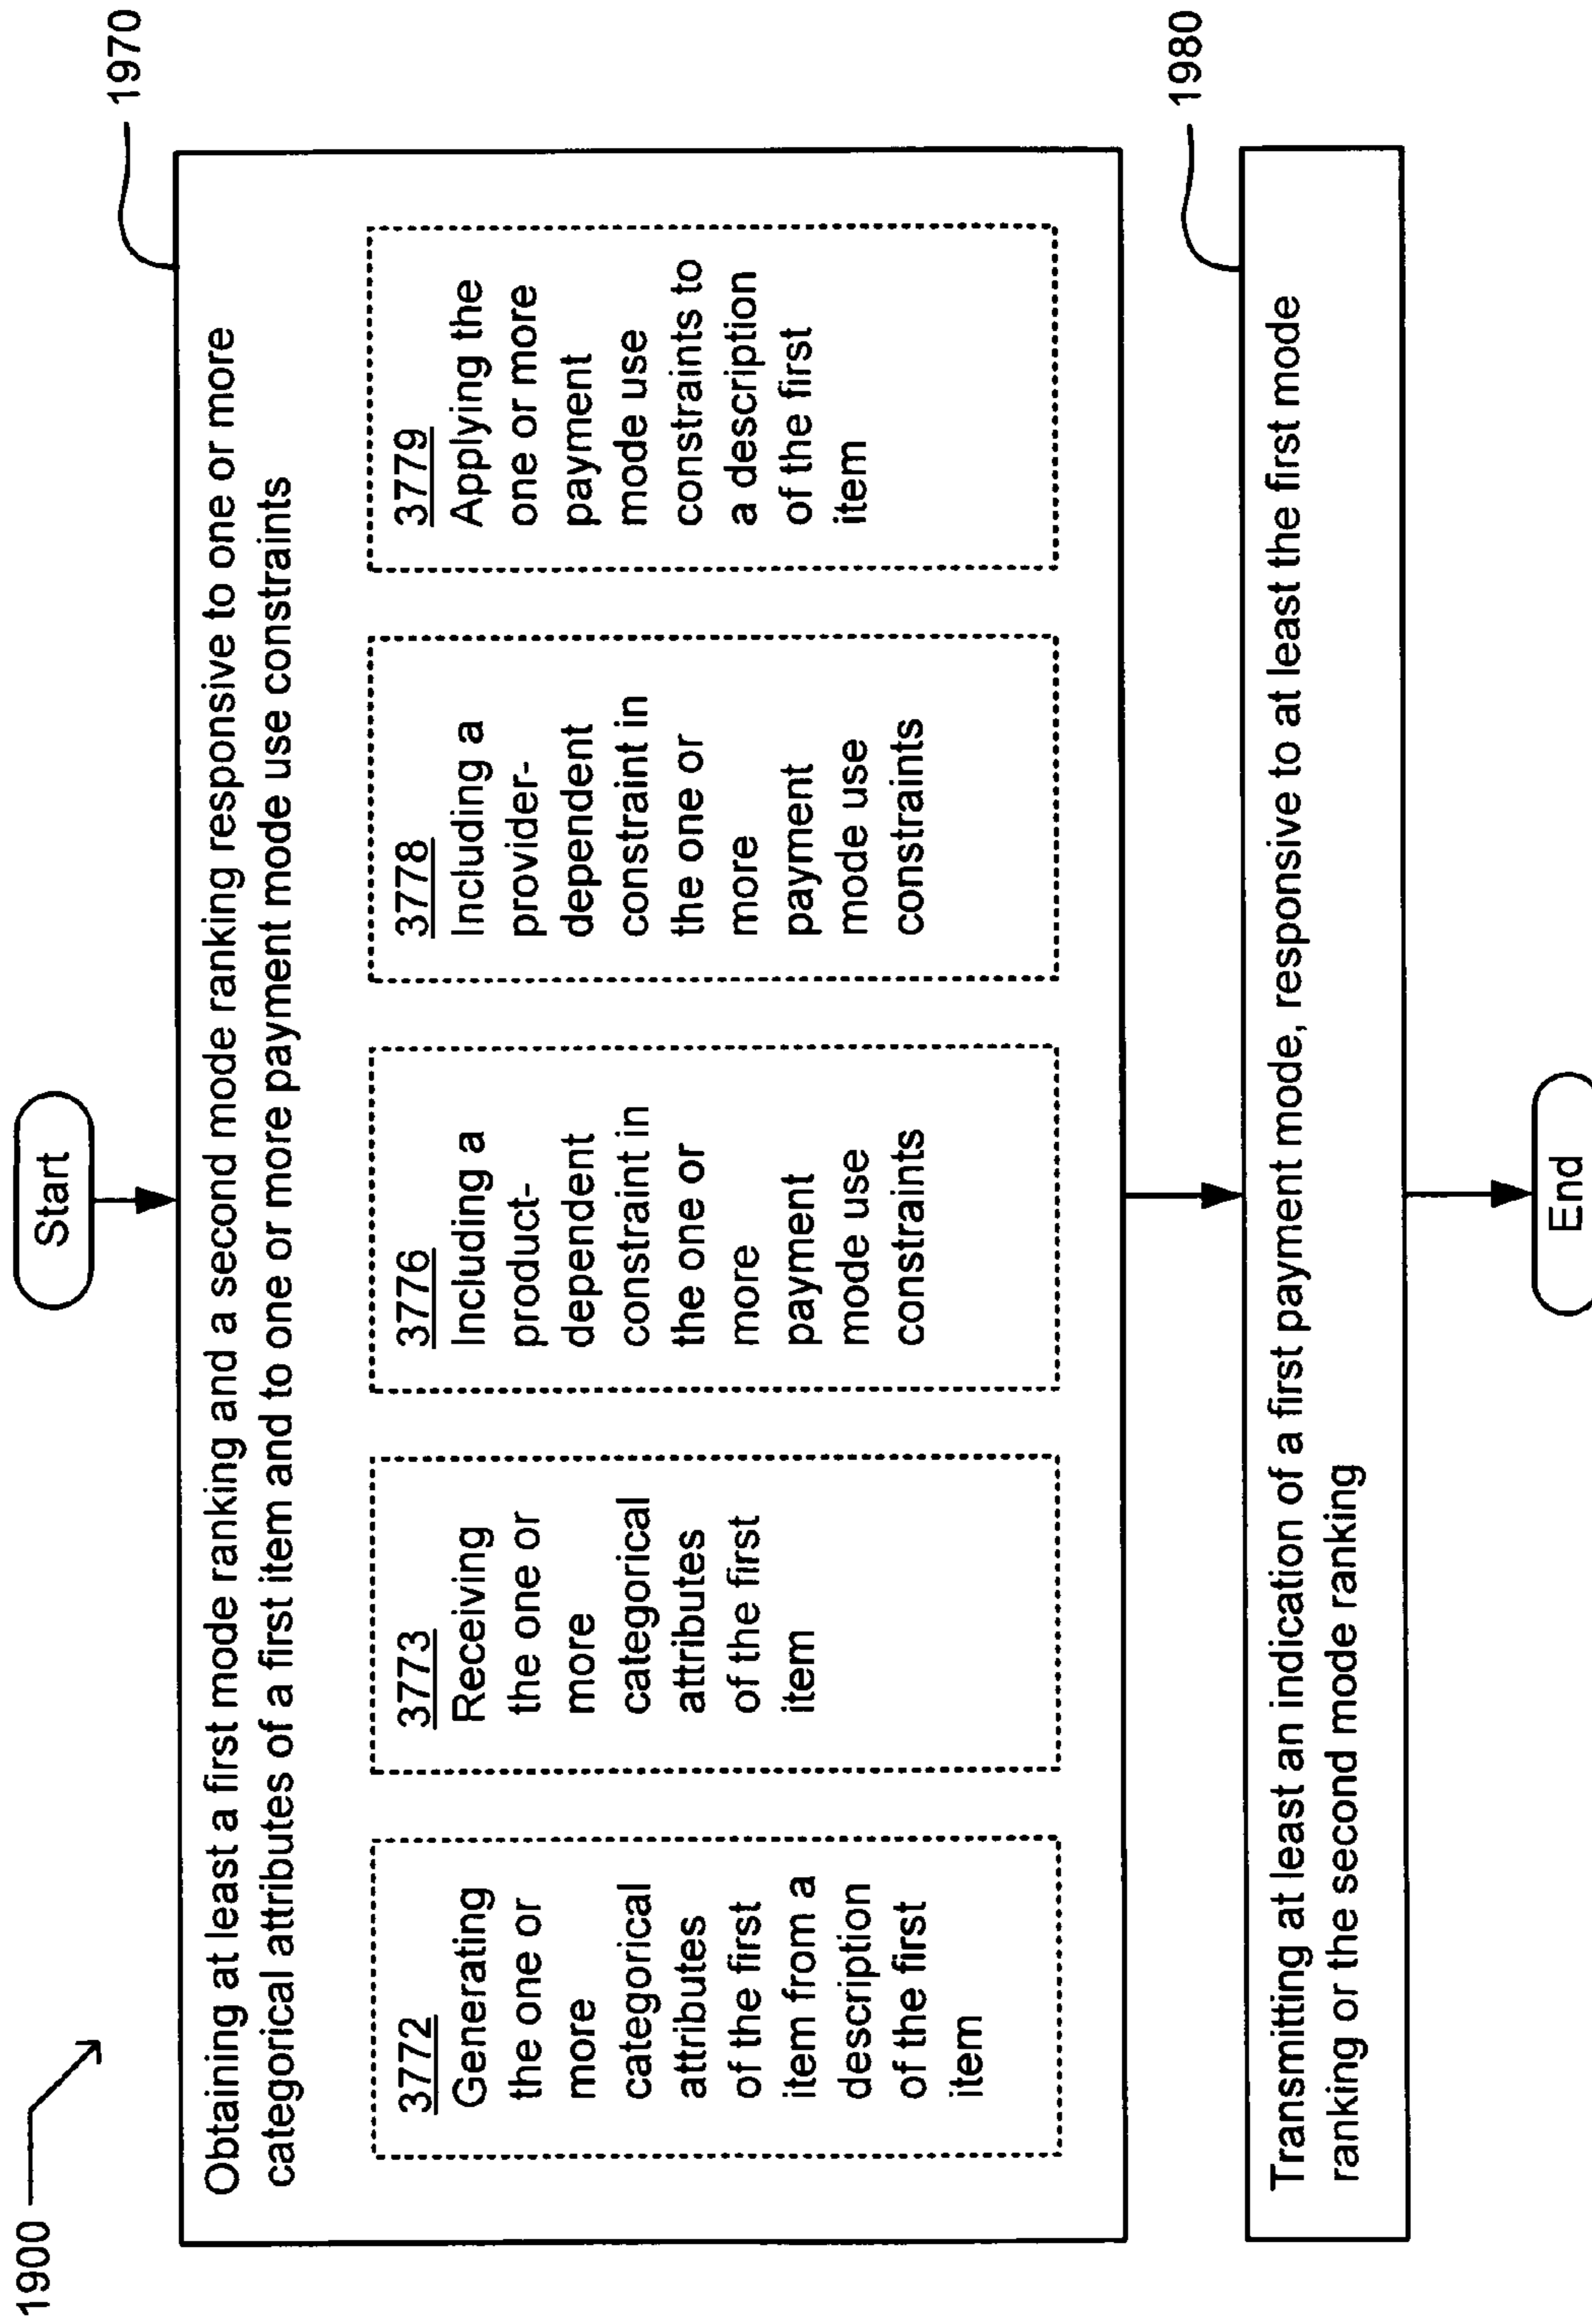 1900
Start
1970
Obtaining at least a first mode ranking and a second mode ranking responsive to one or more
categorical attributes of a first item and to one or more payment mode use constraints
3772
Generating
the one or
more
categorical
attributes
of the first
item from a
description
of the first
item
3773
Receiving
the one or
more
categorical
attributes
of the first
item
3776
Including a
product-
dependent
constraint in
the one or
more
payment
mode use
constraints
3778
Including a
provider-
dependent
constraint in
the one or
more
payment
mode use
constraints
3779
Applying the
one or more
payment
mode use
constraints to
a description
of the first
item
1980
Transmitting at least an indication of a first payment mode, responsive to at least the first mode
ranking or the second mode ranking
End